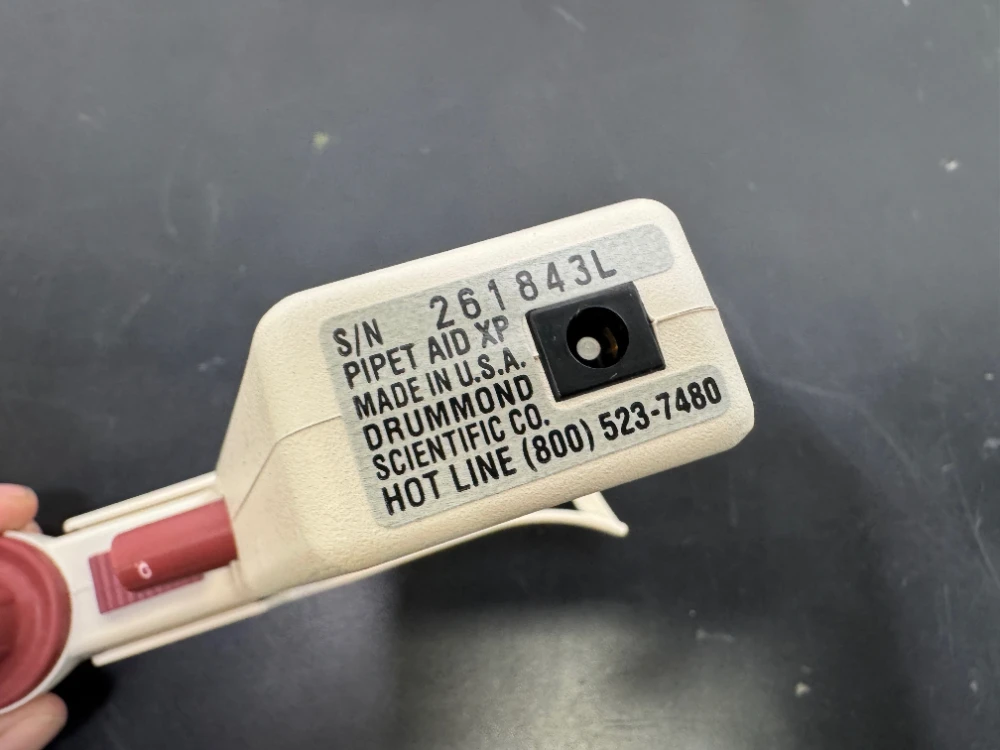 S/N 261843L
PIPET AID XP
MADE IN U.S.A.
DRUMMOND
SCIENTIFIC CO.
HOT LINE (800) 523-7480